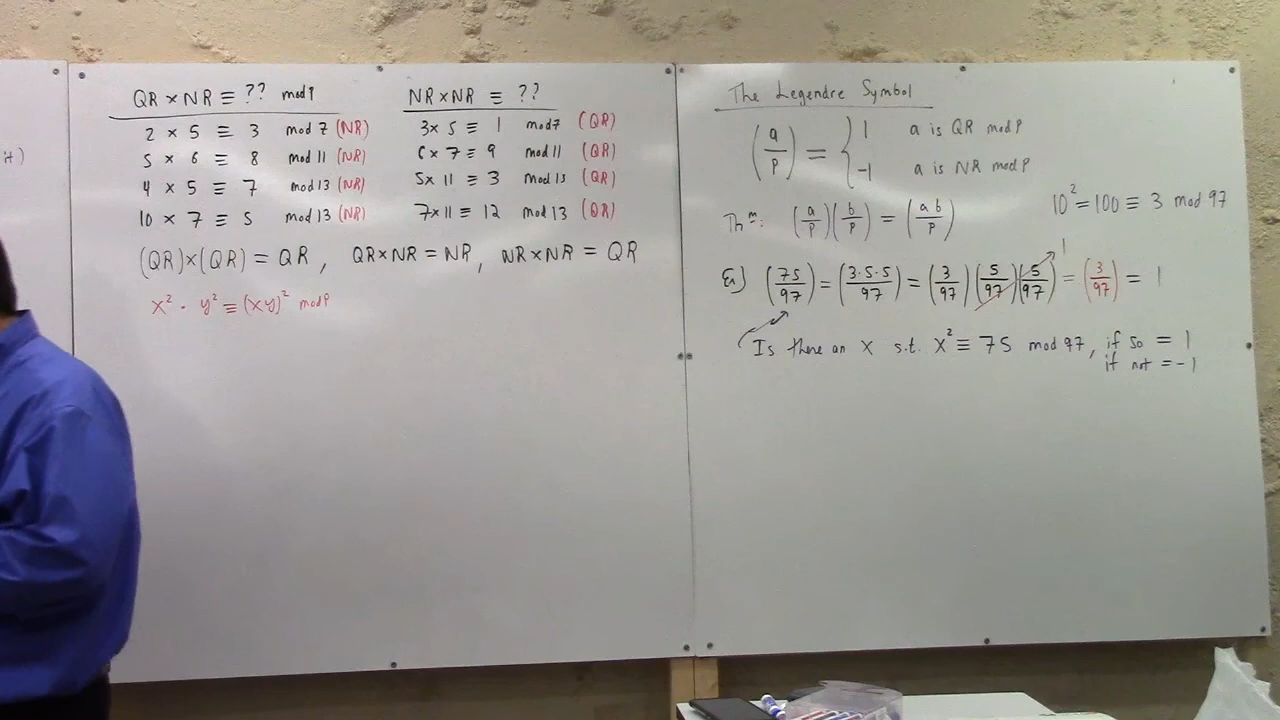 H)
QR × NR ≡ ?? mod p
2 × 5 ≡ 3 mod 7 (NR)
5 × 6 ≡ 8 mod 11 (NR)
4 × 5 ≡ 7 mod 13 (NR)
10 × 7 ≡ 5 mod 13 (NR)
NR × NR ≡ ??
3 × 5 ≡ 1 mod 7 (QR)
6 × 7 ≡ 9 mod 11 (QR)
5 × 11 ≡ 3 mod 13 (QR)
7 × 11 ≡ 12 mod 13 (QR)
(QR)×(QR) = QR, QR×NR = NR, NR×NR = QR
x² · y² ≡ (xy)² mod p
The Legendre Symbol
(a/p) = { 1 a is QR mod p
-1 a is NR mod p
Thᵐ: (a/p)(b/p) = (ab/p)
10² = 100 ≡ 3 mod 97
Ex) (75/97) = (3·5·5/97) = (3/97)(5/97)(5/97) 1 = (3/97) = 1
Is there an x s.t. x² ≡ 75 mod 97, if so = 1
if not = -1